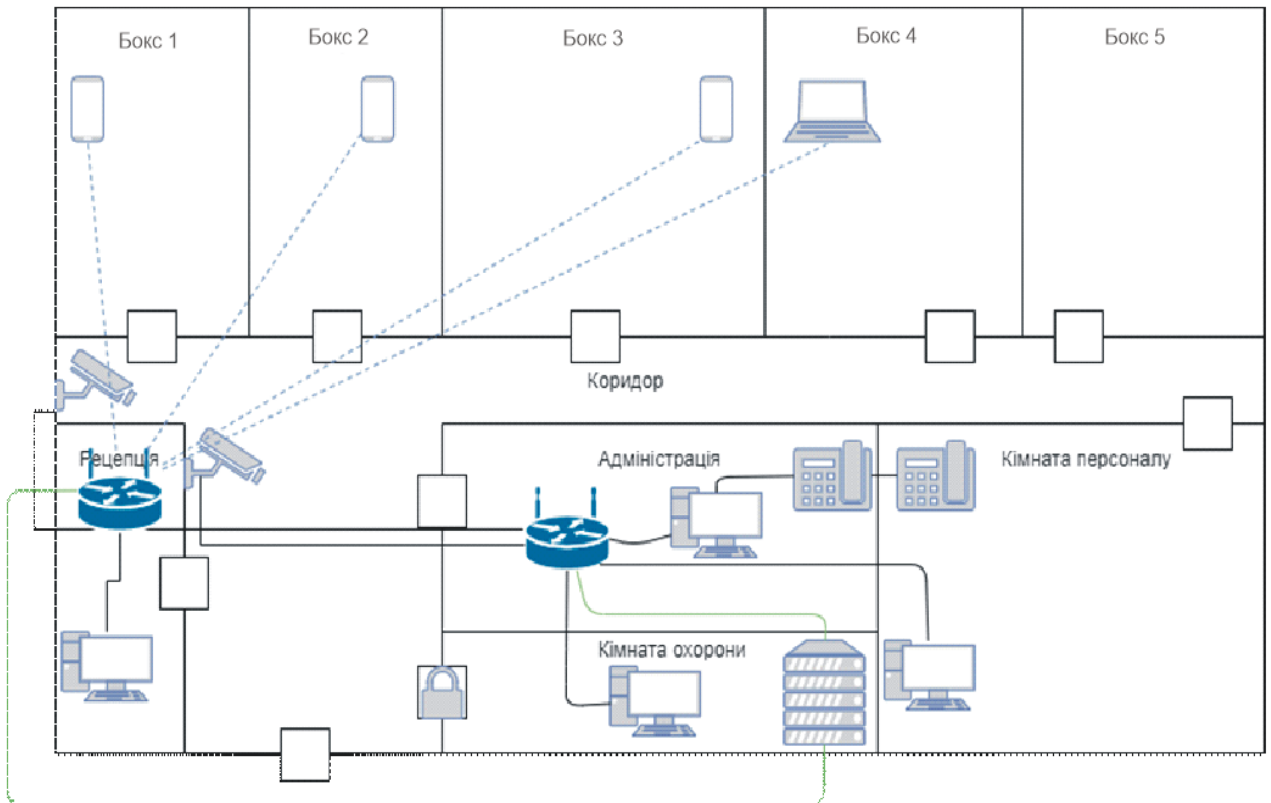 Бокс 1
Бокс 2
Бокс 3
Бокс 4
Бокс 5
Коридор
Рецепція
Адміністрація
Кімната персоналу
Кімната охорони